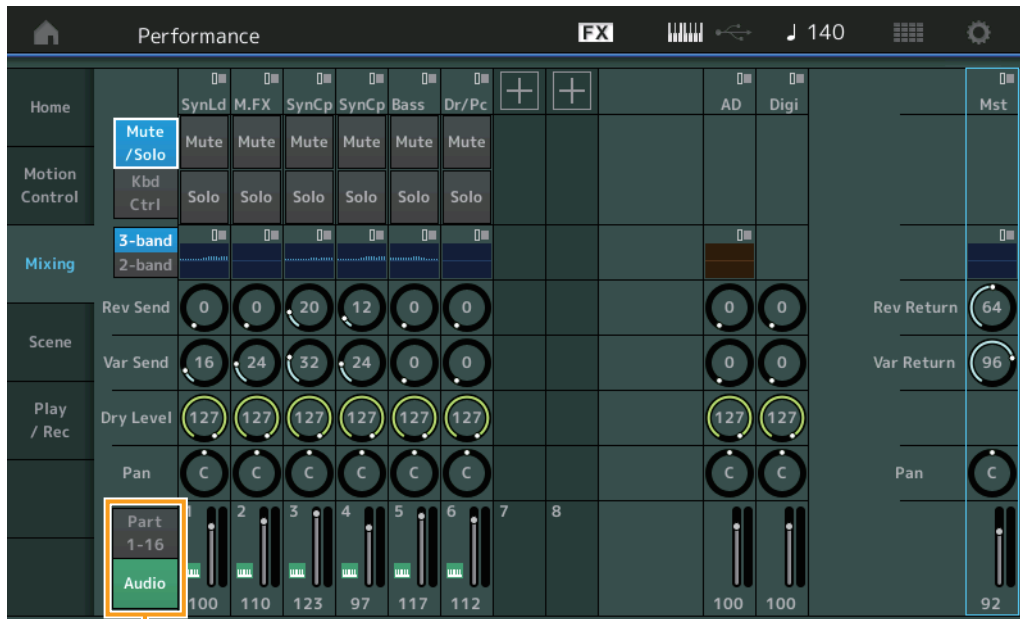 Performance FX 140
Home
Motion
Control
Mixing
Scene
Play
/ Rec
SynLd M.FX SynCp SynCp Bass Dr/Pc AD Digi Mst
Mute
/Solo
Mute Mute Mute Mute Mute Mute
Kbd
Ctrl
Solo Solo Solo Solo Solo Solo
3-band
2-band
Rev Send 0 0 20 12 0 0 0 0 Rev Return 64
Var Send 16 24 32 24 0 0 0 0 Var Return 96
Dry Level 127 127 127 127 127 127 127 127
Pan C C C C C C C C Pan C
Part
1-16
Audio
1 2 3 4 5 6 7 8
100 110 123 97 117 112 100 100 92